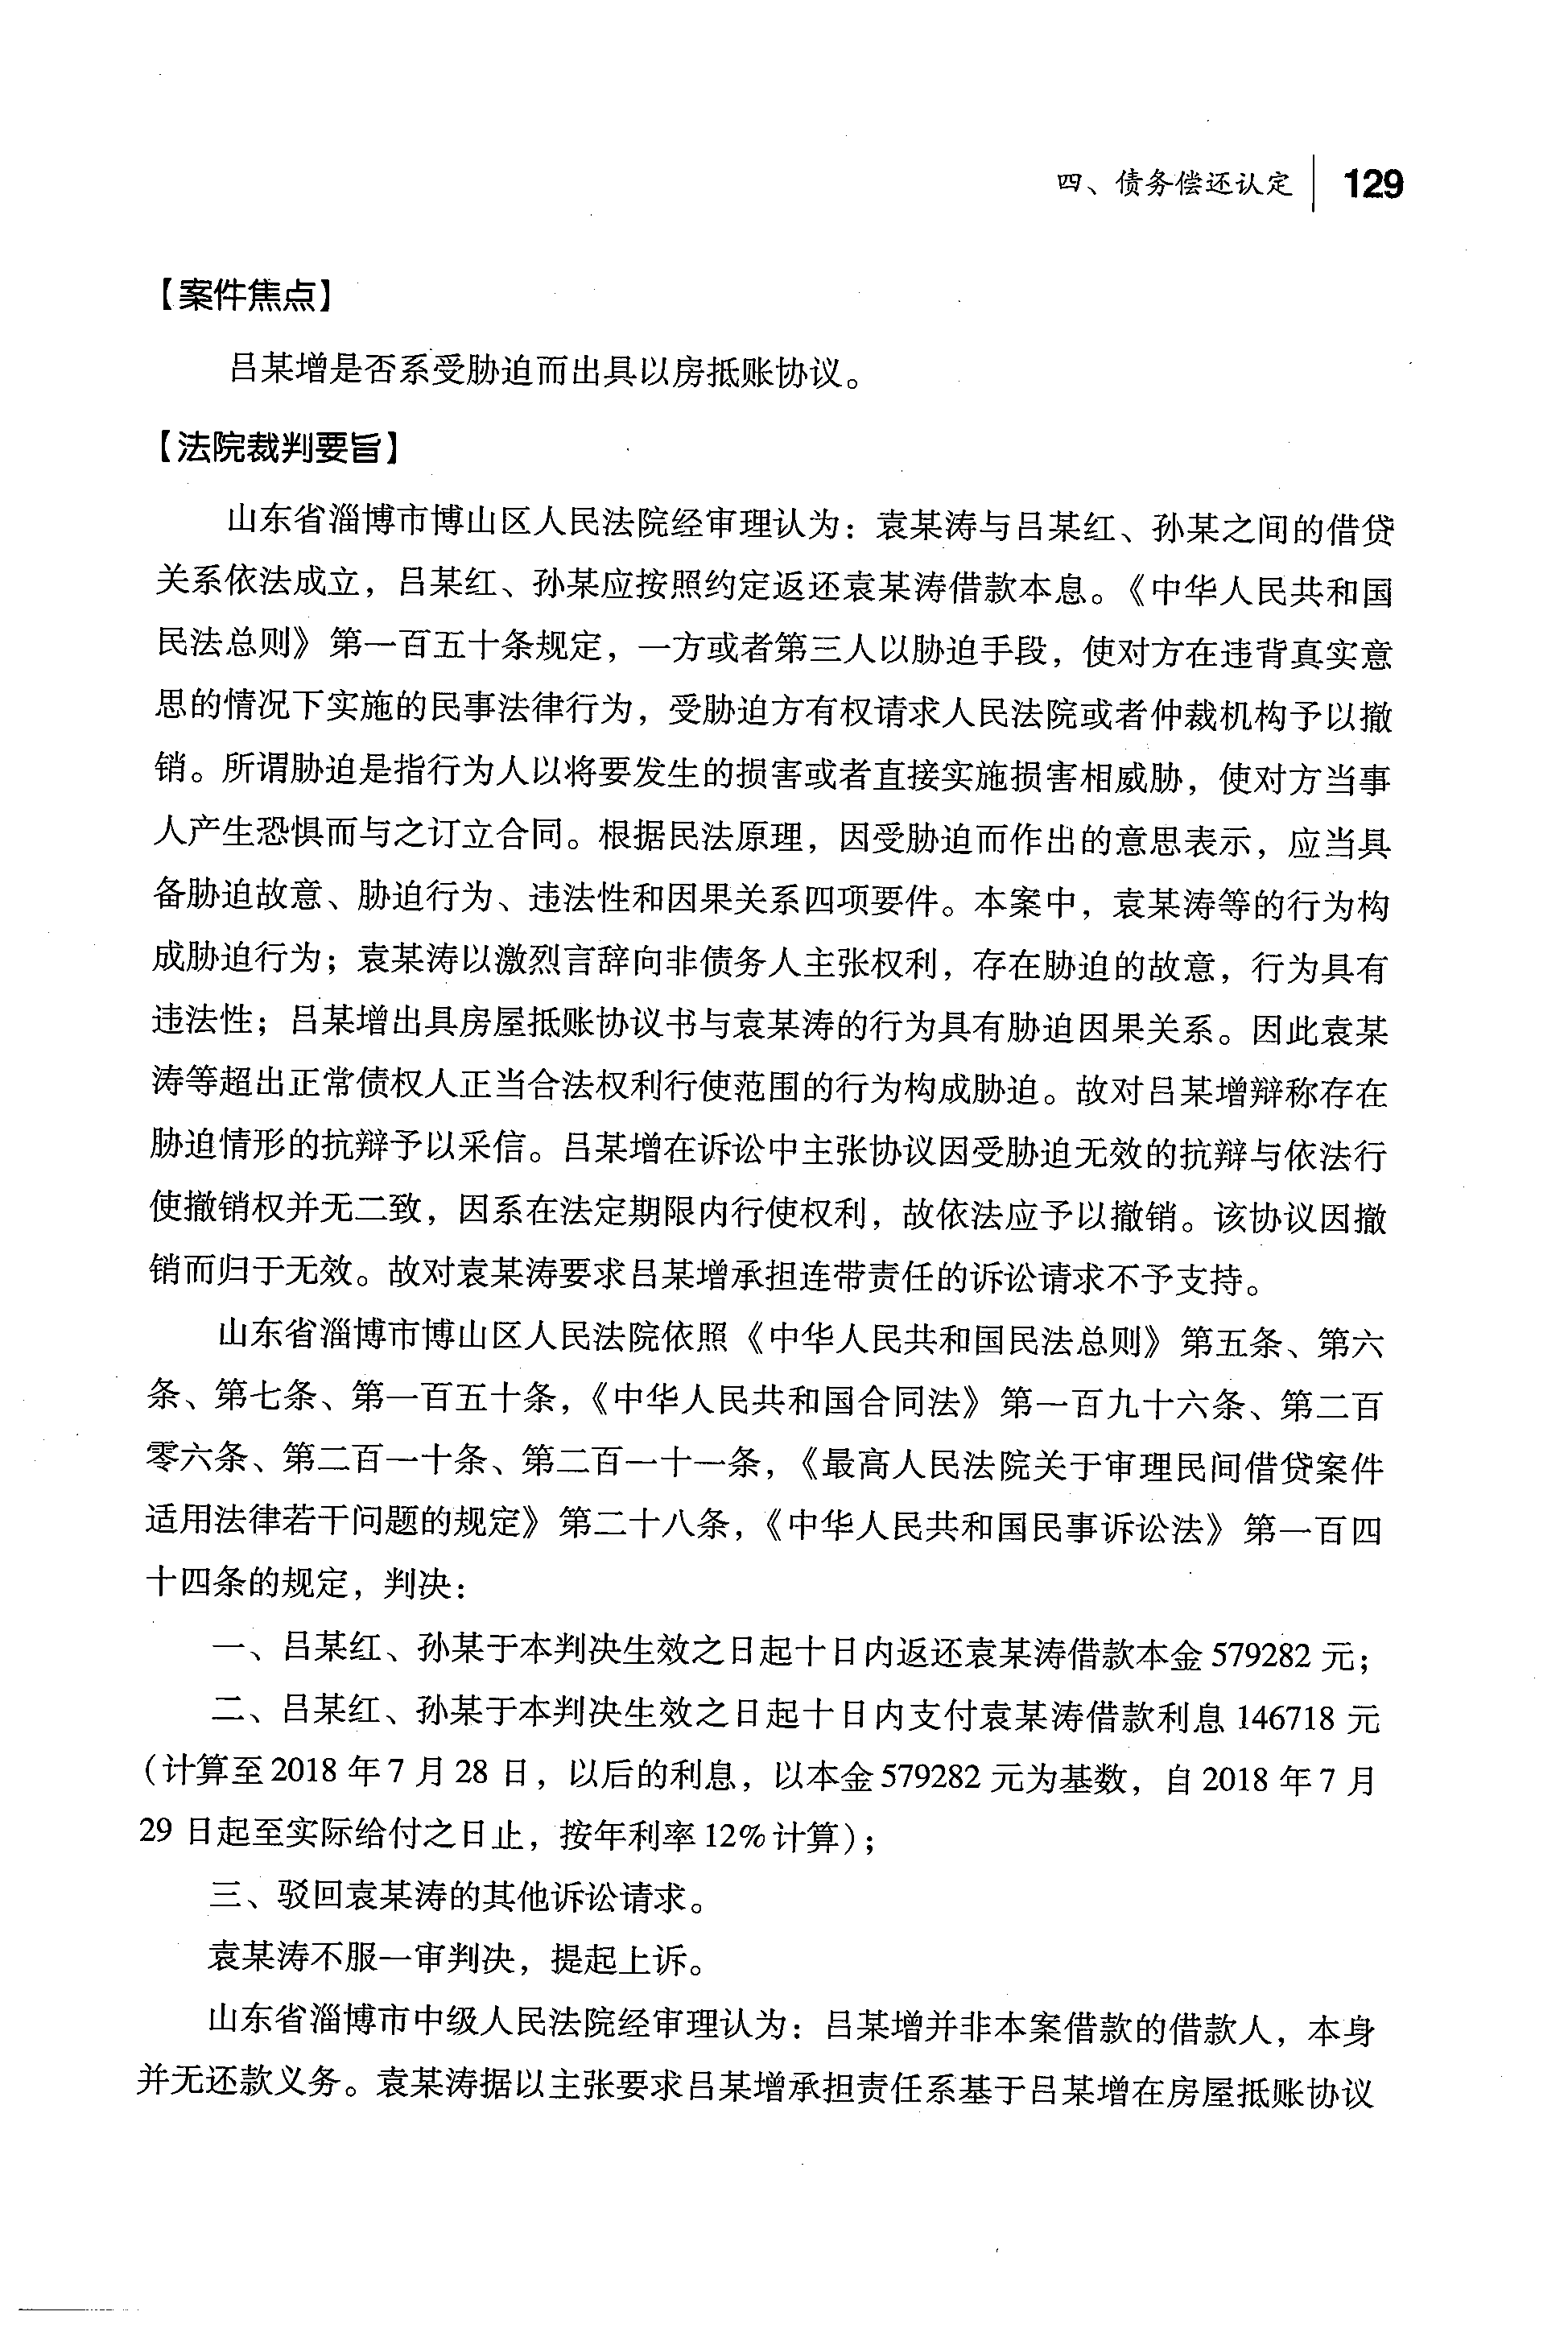 四、债务偿还认定 129
【案件焦点】
吕某增是否系受胁迫而出具以房抵账协议。
【法院裁判要旨】
山东省淄博市博山区人民法院经审理认为：袁某涛与吕某红、孙某之间的借贷
关系依法成立，吕某红、孙某应按照约定返还袁某涛借款本息。《中华人民共和国
民法总则》第一百五十条规定，一方或者第三人以胁迫手段，使对方在违背真实意
思的情况下实施的民事法律行为，受胁迫方有权请求人民法院或者仲裁机构予以撤
销。所谓胁迫是指行为人以将要发生的损害或者直接实施损害相威胁，使对方当事
人产生恐惧而与之订立合同。根据民法原理，因受胁迫而作出的意思表示，应当具
备胁迫故意、胁迫行为、违法性和因果关系四项要件。本案中，袁某涛等的行为构
成胁迫行为；袁某涛以激烈言辞向非债务人主张权利，存在胁迫的故意，行为具有
违法性；吕某增出具房屋抵账协议书与袁某涛的行为具有胁迫因果关系。因此袁某
涛等超出正常债权人正当合法权利行使范围的行为构成胁迫。故对吕某增辩称存在
胁迫情形的抗辩予以采信。吕某增在诉讼中主张协议因受胁迫无效的抗辩与依法行
使撤销权并无二致，因系在法定期限内行使权利，故依法应予以撤销。该协议因撤
销而归于无效。故对袁某涛要求吕某增承担连带责任的诉讼请求不予支持。
山东省淄博市博山区人民法院依照《中华人民共和国民法总则》第五条、第六
条、第七条、第一百五十条，《中华人民共和国合同法》第一百九十六条、第二百
零六条、第二百一十条、第二百一十一条，《最高人民法院关于审理民间借贷案件
适用法律若干问题的规定》第二十八条，《中华人民共和国民事诉讼法》第一百四
十四条的规定，判决：
一、吕某红、孙某于本判决生效之日起十日内返还袁某涛借款本金 579282 元；
二、吕某红、孙某于本判决生效之日起十日内支付袁某涛借款利息 146718 元
（计算至 2018 年 7 月 28 日，以后的利息，以本金 579282 元为基数，自 2018 年 7 月
29 日起至实际给付之日止，按年利率 12% 计算）；
三、驳回袁某涛的其他诉讼请求。
袁某涛不服一审判决，提起上诉。
山东省淄博市中级人民法院经审理认为：吕某增并非本案借款的借款人，本身
并无还款义务。袁某涛据以主张要求吕某增承担责任系基于吕某增在房屋抵账协议